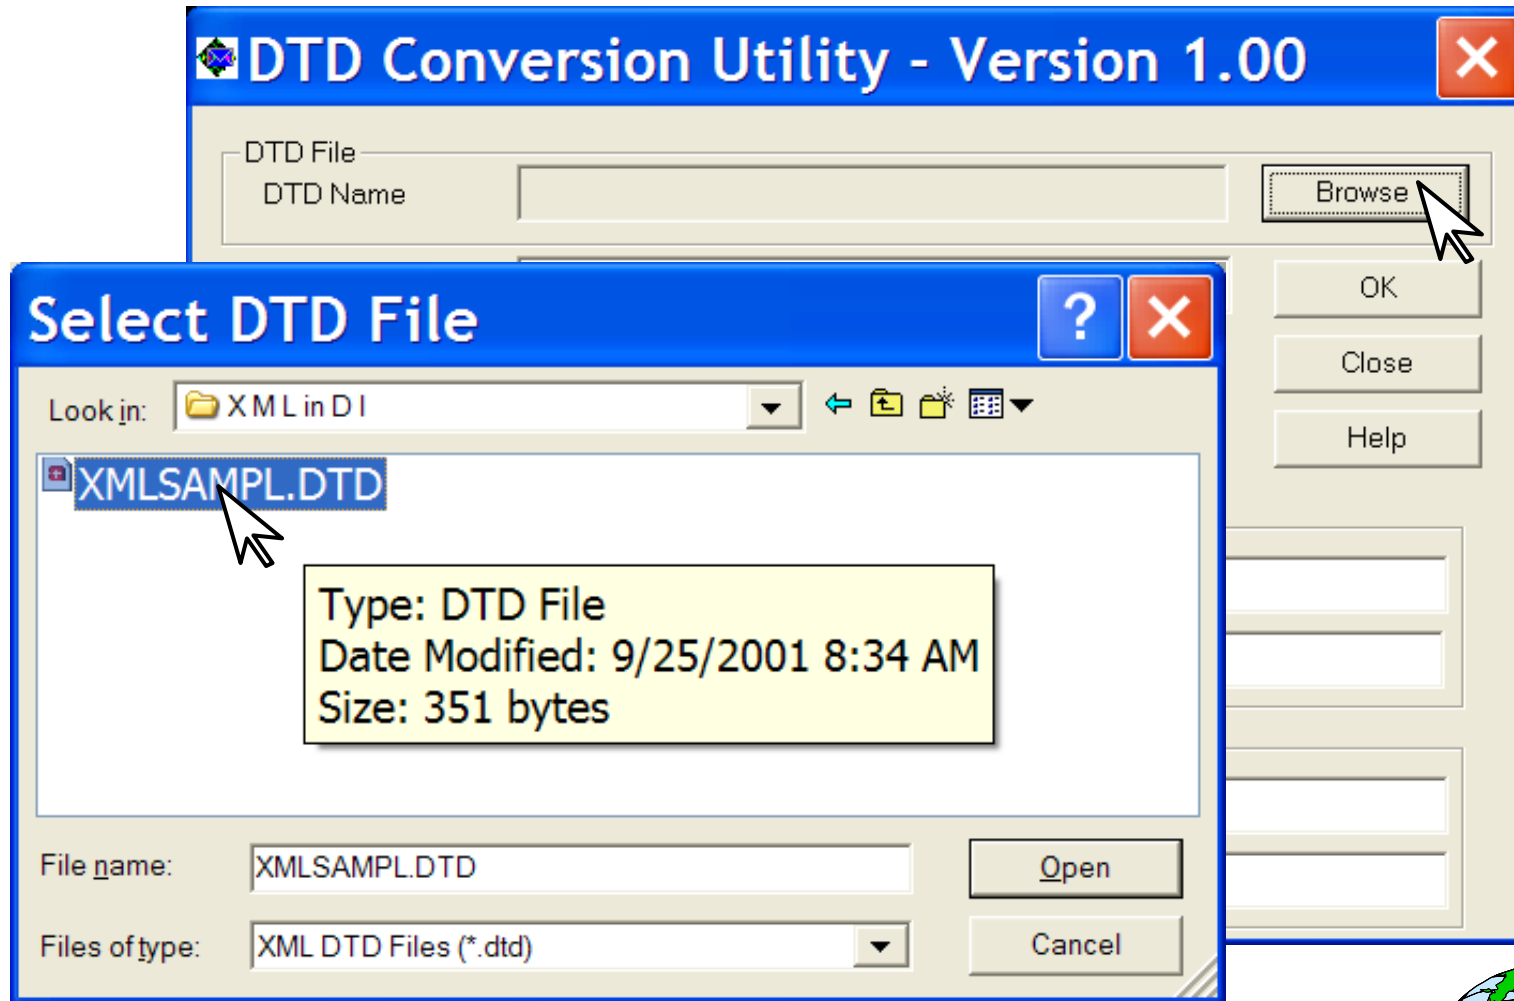 DTD Conversion Utility - Version 1.00
DTD File
DTD Name
Browse
OK
Close
Help
Select DTD File
?
Look in:
X M L in D I
XMLSAMPL.DTD
Type: DTD File
Date Modified: 9/25/2001 8:34 AM
Size: 351 bytes
File name:
XMLSAMPL.DTD
Open
Files of type:
XML DTD Files (*.dtd)
Cancel